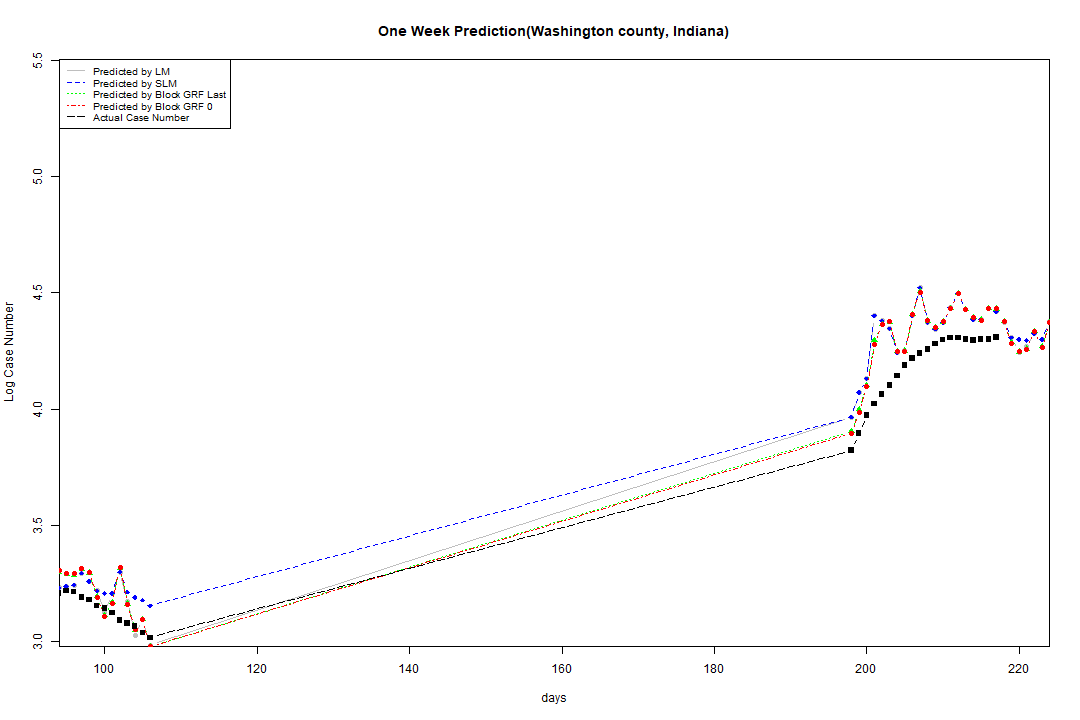 One Week Prediction(Washington county, Indiana)
Predicted by LM
Predicted by SLM
Predicted by Block GRF Last
Predicted by Block GRF 0
Actual Case Number
5.5
5.0
4.5
4.0
3.5
3.0
Log Case Number
100 120 140 160 180 200 220
days